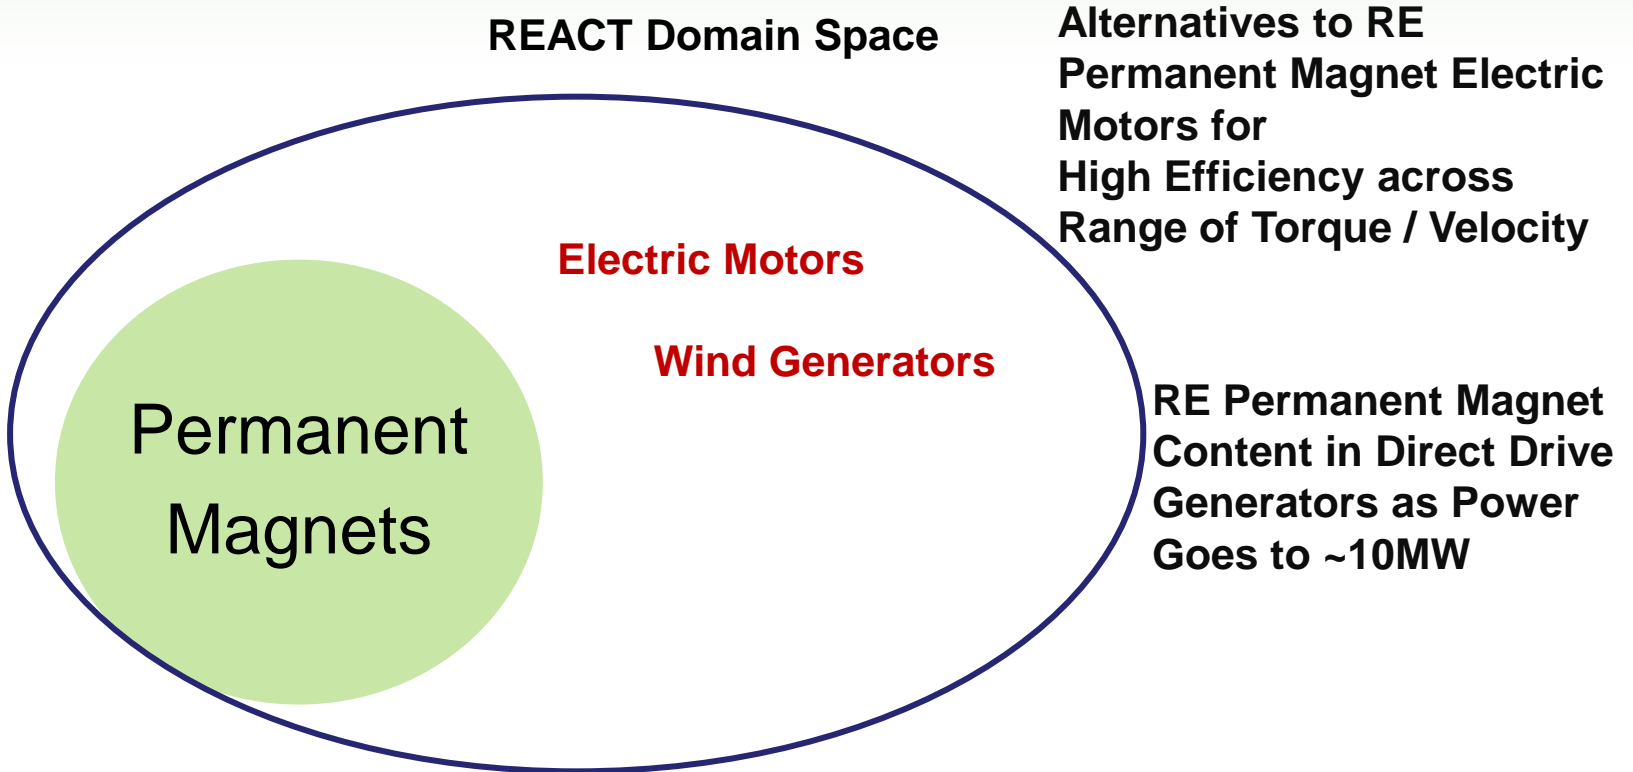 REACT Domain Space
Alternatives to RE
Permanent Magnet Electric
Motors for
High Efficiency across
Range of Torque / Velocity
Electric Motors
Wind Generators
Permanent
Magnets
RE Permanent Magnet
Content in Direct Drive
Generators as Power
Goes to ~10MW